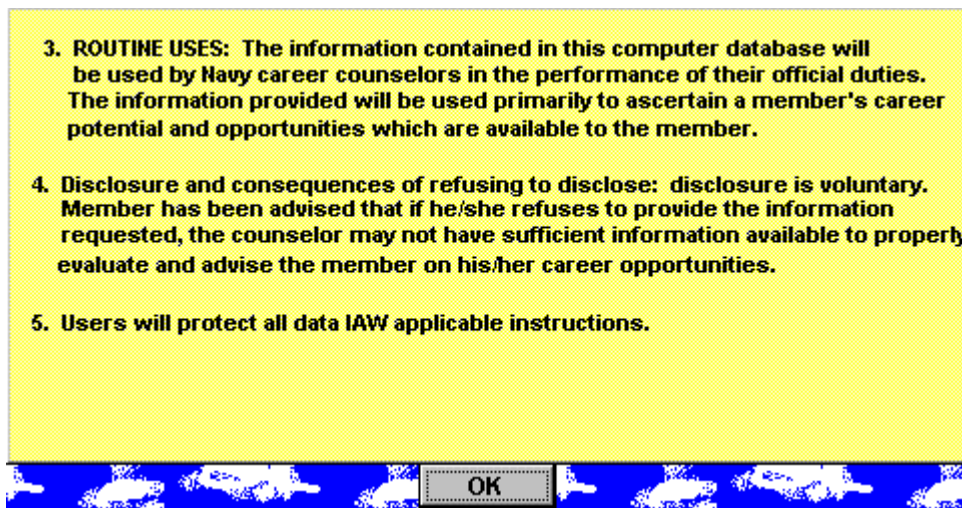 3. ROUTINE USES: The information contained in this computer database will
be used by Navy career counselors in the performance of their official duties.
The information provided will be used primarily to ascertain a member's career
potential and opportunities which are available to the member.
4. Disclosure and consequences of refusing to disclose: disclosure is voluntary.
Member has been advised that if he/she refuses to provide the information
requested, the counselor may not have sufficient information available to properly
evaluate and advise the member on his/her career opportunities.
5. Users will protect all data IAW applicable instructions.
OK